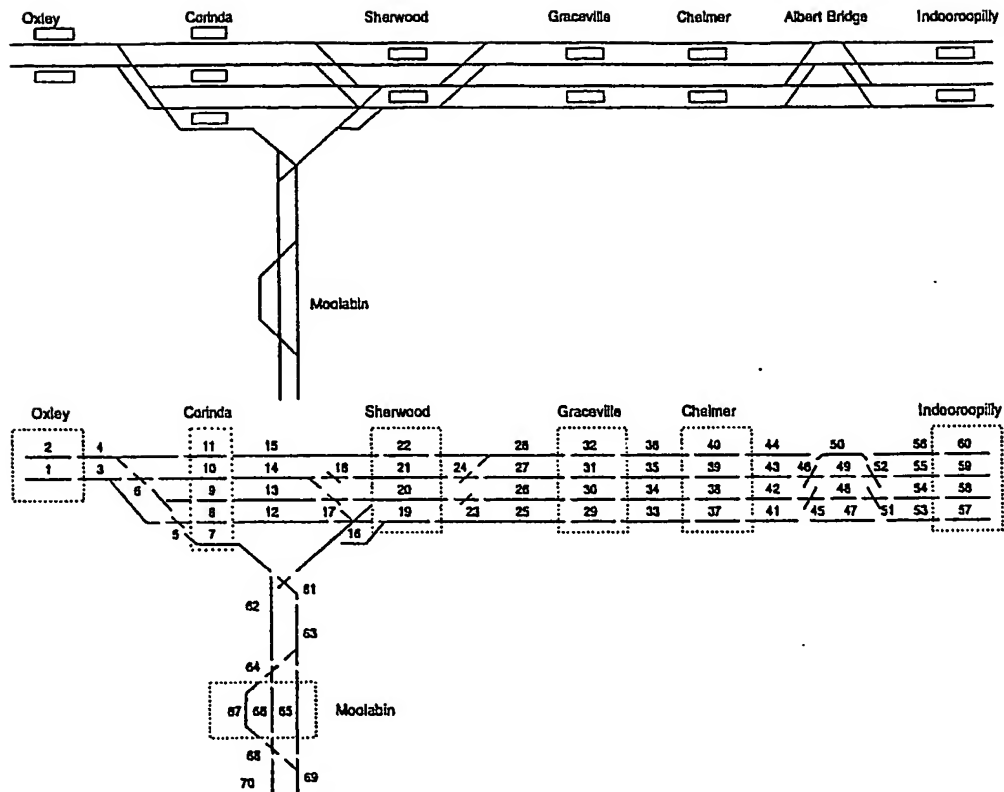 Oxley Corinda Sherwood Graceville Chelmer Albert Bridge Indooroopilly
Moolabin
Oxley Corinda Sherwood Graceville Chelmer Indooroopilly
2 4 11 15 22 28 32 36 40 44 50 56 60
1 3 10 14 18 21 24 27 31 35 39 43 46 49 52 55 59
6 9 13 20 26 30 34 38 42 48 54 58
8 12 17 19 23 25 29 33 37 41 45 47 51 53 57
5 7 16
61
62
63
64
67 66 65 Moolabin
68
70 69